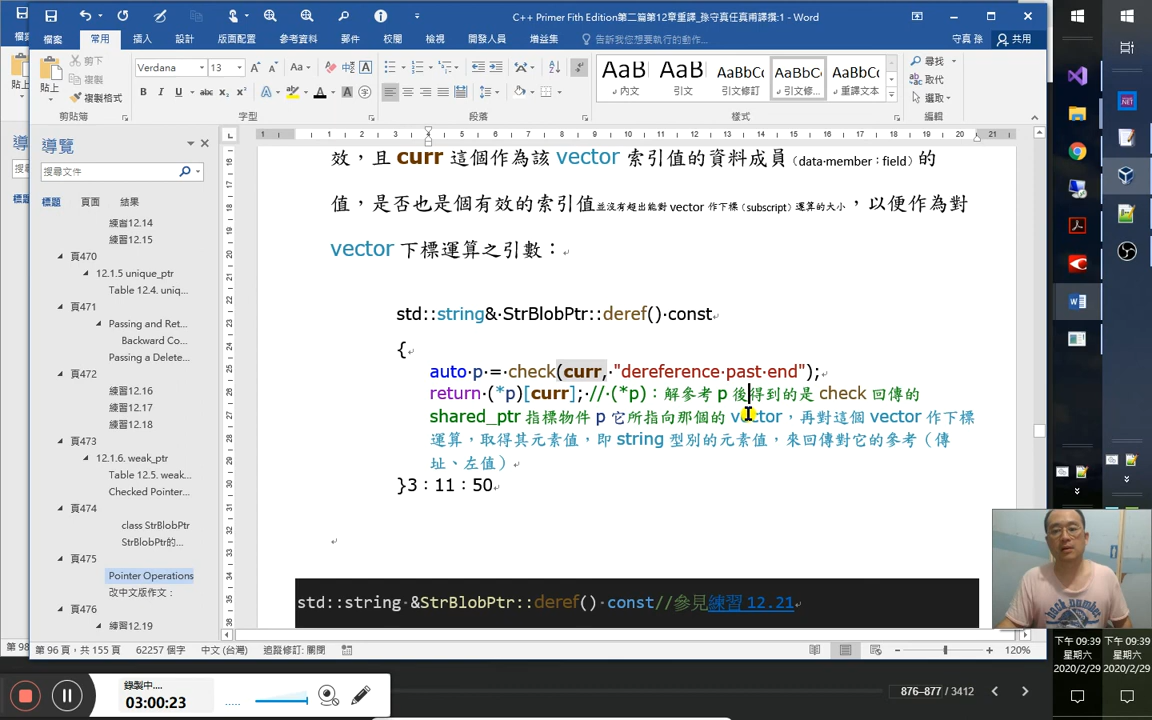 C++ Primer Fith Edition第二篇第12章重譯_孫守真任真甫譯撰:1 - Word
檔案 常用 插入 設計 版面配置 參考資料 郵件 校閱 檢視 開發人員 增益集 告訴我您想要執行的動作... 守真 孫 共用
貼上 剪下 複製 複製格式
Verdana 13
AaBb AaBb AaBbCc AaBbCc AaBbCc
內文 引文 引文修訂 引文修... 重譯文本
尋找 取代 選取
剪貼簿 字型 段落 樣式 編輯
導覽
搜尋文件
標題 頁面 結果
練習12.14
練習12.15
頁470
12.1.5 unique_ptr
Table 12.4. uniq...
頁471
Passing and Ret...
Backward Co...
Passing a Delete...
頁472
練習12.16
練習12.17
練習12.18
頁473
12.1.6. weak_ptr
Table 12.5. weak...
Checked Pointer...
頁474
class StrBlobPtr
StrBlobPtr的...
頁475
Pointer Operations
改中文版作文：
頁476
練習12.19
效，且 curr 這個作為該 vector 索引值的資料成員（data member：field）的
值，是否也是個有效的索引值並沒有超出能對 vector 作下標（subscript）運算的大小，以便作為對
vector 下標運算之引數：
std::string& StrBlobPtr::deref() const
{
auto p = check(curr, "dereference past end");
return (*p)[curr]; // (*p)：解參考 p 後得到的是 check 回傳的
shared_ptr 指標物件 p 它所指向那個的 vector，再對這個 vector 作下標
運算，取得其元素值，即 string 型別的元素值，來回傳對它的參考（傳
址、左值）
}3：11：50
std::string &StrBlobPtr::deref() const//參見練習12.21
第 96 頁，共 155 頁 62257 個字 中文 (台灣) 追蹤修訂: 關閉 120%
錄製中...
03:00:23
876–877 / 3412
下午 09:39
星期六
2020/2/29
下午 09:39
星期六
2020/2/29